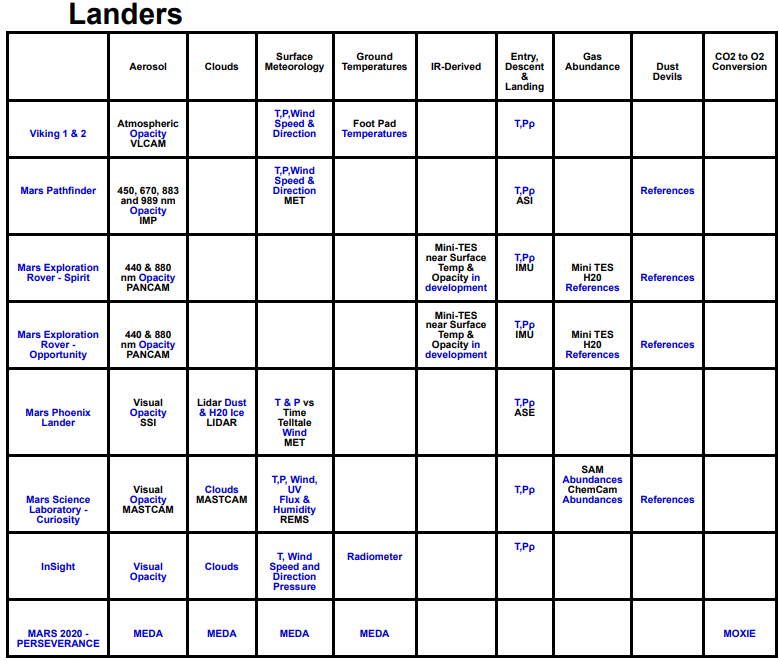 Landers
Aerosol
Clouds
Surface
Meteorology
Ground
Temperatures
IR-Derived
Entry,
Descent
&
Landing
Gas
Abundance
Dust
Devils
CO2 to O2
Conversion
Viking 1 & 2
Atmospheric
Opacity
VLCAM
T,P,Wind
Speed &
Direction
Foot Pad
Temperatures
T,Pρ
Mars Pathfinder
450, 670, 883
and 989 nm
Opacity
IMP
T,P,Wind
Speed &
Direction
MET
T,Pρ
ASI
References
Mars Exploration
Rover - Spirit
440 & 880
nm Opacity
PANCAM
Mini-TES
near Surface
Temp &
Opacity in
development
T,Pρ
IMU
Mini TES
H20
References
References
Mars Exploration
Rover -
Opportunity
440 & 880
nm Opacity
PANCAM
Mini-TES
near Surface
Temp &
Opacity in
development
T,Pρ
IMU
Mini TES
H20
References
References
Mars Phoenix
Lander
Visual
Opacity
SSI
Lidar Dust
& H20 Ice
LIDAR
T & P vs
Time
Telltale
Wind
MET
T,Pρ
ASE
Mars Science
Laboratory -
Curiosity
Visual
Opacity
MASTCAM
Clouds
MASTCAM
T,P, Wind,
UV
Flux &
Humidity
REMS
T,Pρ
SAM
Abundances
ChemCam
Abundances
References
InSight
Visual
Opacity
Clouds
T, Wind
Speed and
Direction
Pressure
Radiometer
T,Pρ
MARS 2020 -
PERSEVERANCE
MEDA
MEDA
MEDA
MEDA
MOXIE